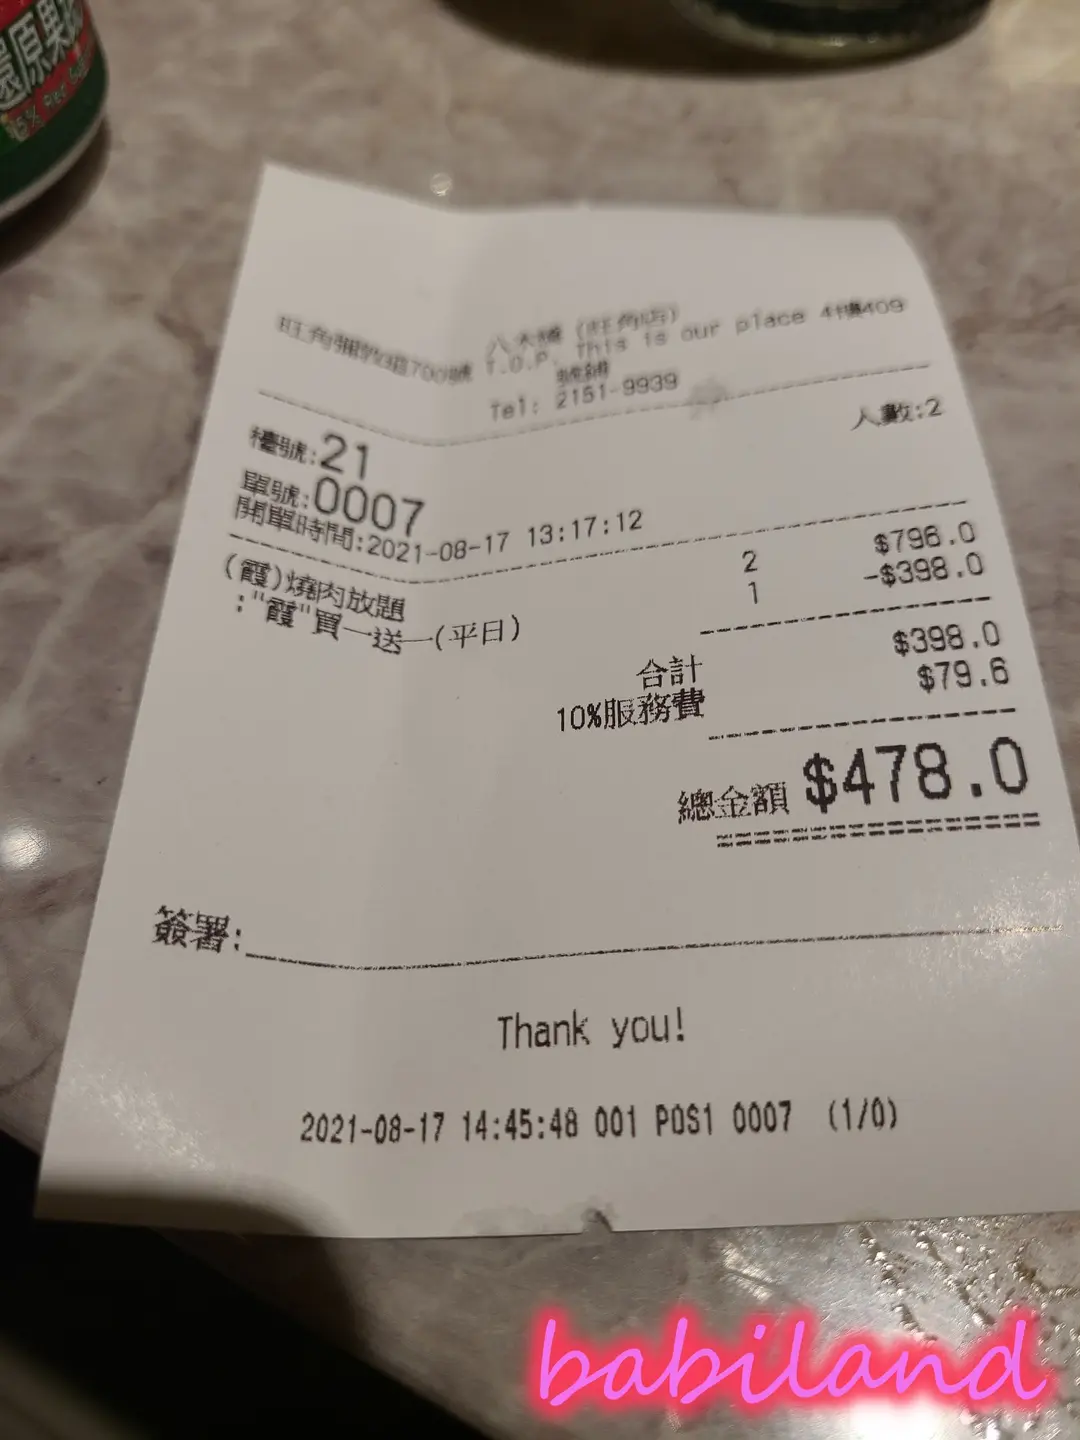 還原果
八木燒 (旺角店)
旺角彌敦道700號 T.O.P. This is our place 4樓409
號舖
Tel: 2151-9939
檯號:21
人數:2
單號:0007
開單時間:2021-08-17 13:17:12
(霞)燒肉放題 2 $796.0
:"霞"買一送一(平日) 1 -$398.0
合計 $398.0
10%服務費 $79.6
總金額 $478.0
簽署:
Thank you!
2021-08-17 14:45:48 001 POS1 0007 (1/0)
babiland